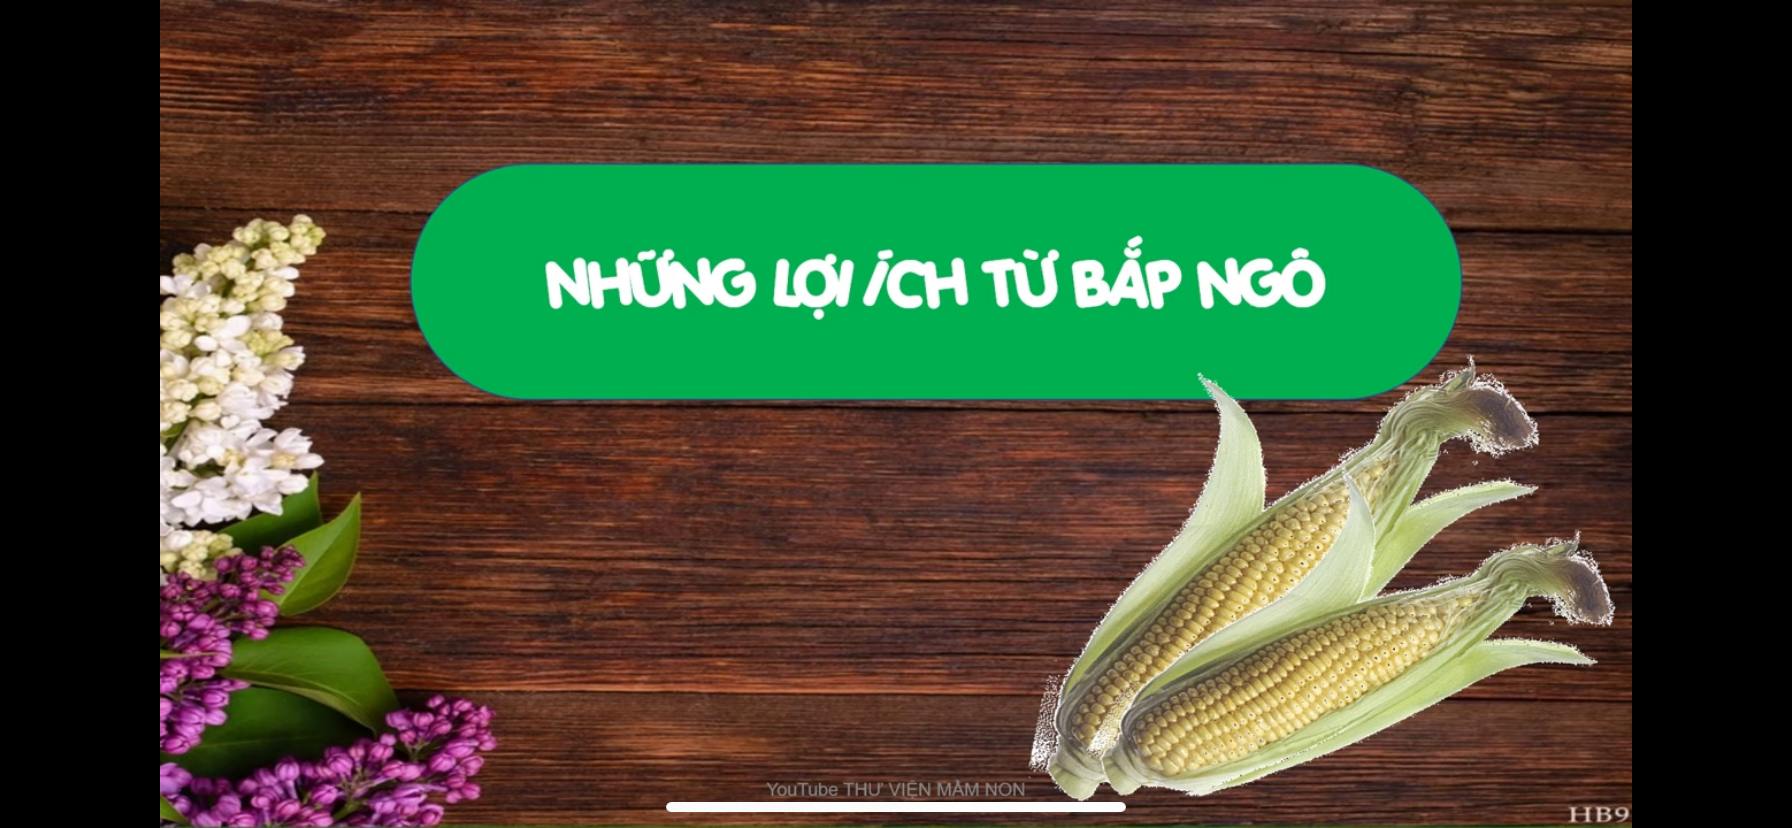 NHỮNG LỢI ÍCH TỪ BẮP NGÔ
YouTube THƯ VIỆN MẦM NON
HB9